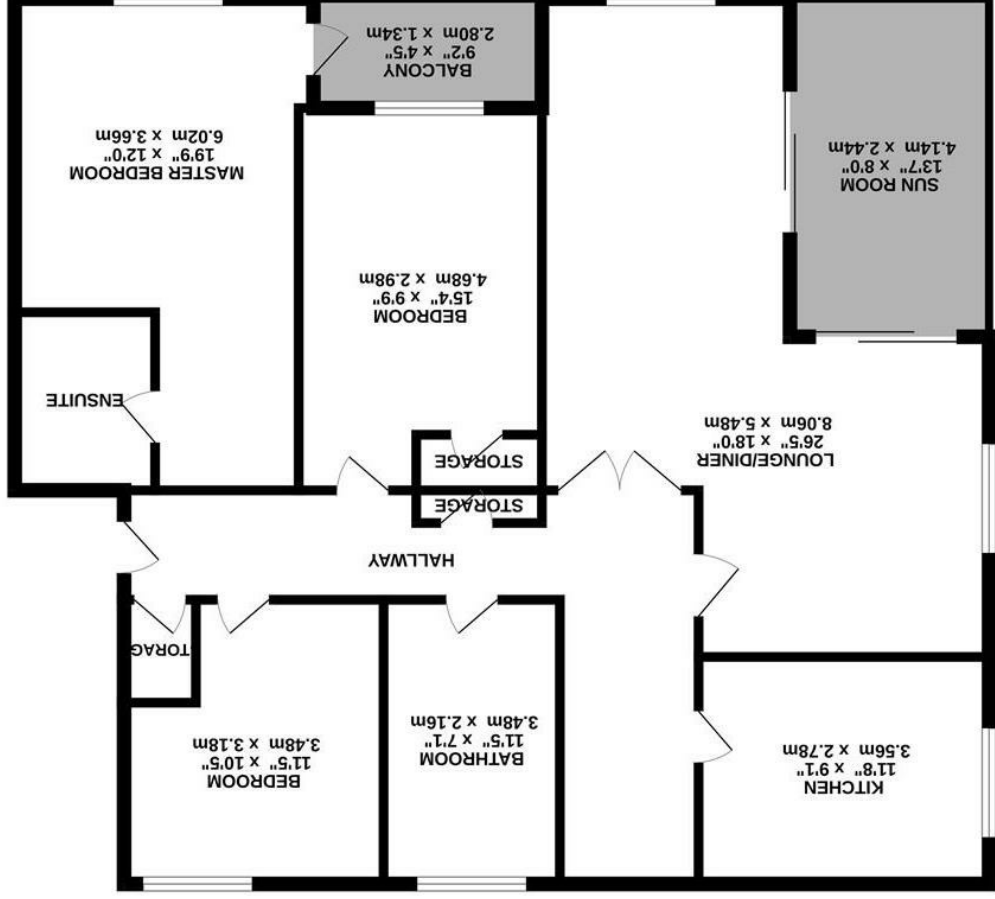 KITCHEN
11'8" x 9'1"
3.56m x 2.78m
BATHROOM
11'5" x 7'1"
3.48m x 2.16m
BEDROOM
11'5" x 10'5"
3.48m x 3.18m
TORAG
HALLWAY
STORAGE
STORAGE
LOUNGE/DINER
26'5" x 18'0"
8.06m x 5.48m
ENSUITE
BEDROOM
15'4" x 9'9"
4.68m x 2.98m
SUN ROOM
13'7" x 8'0"
4.14m x 2.44m
MASTER BEDROOM
19'9" x 12'0"
6.02m x 3.66m
BALCONY
9'2" x 4'5"
2.80m x 1.34m